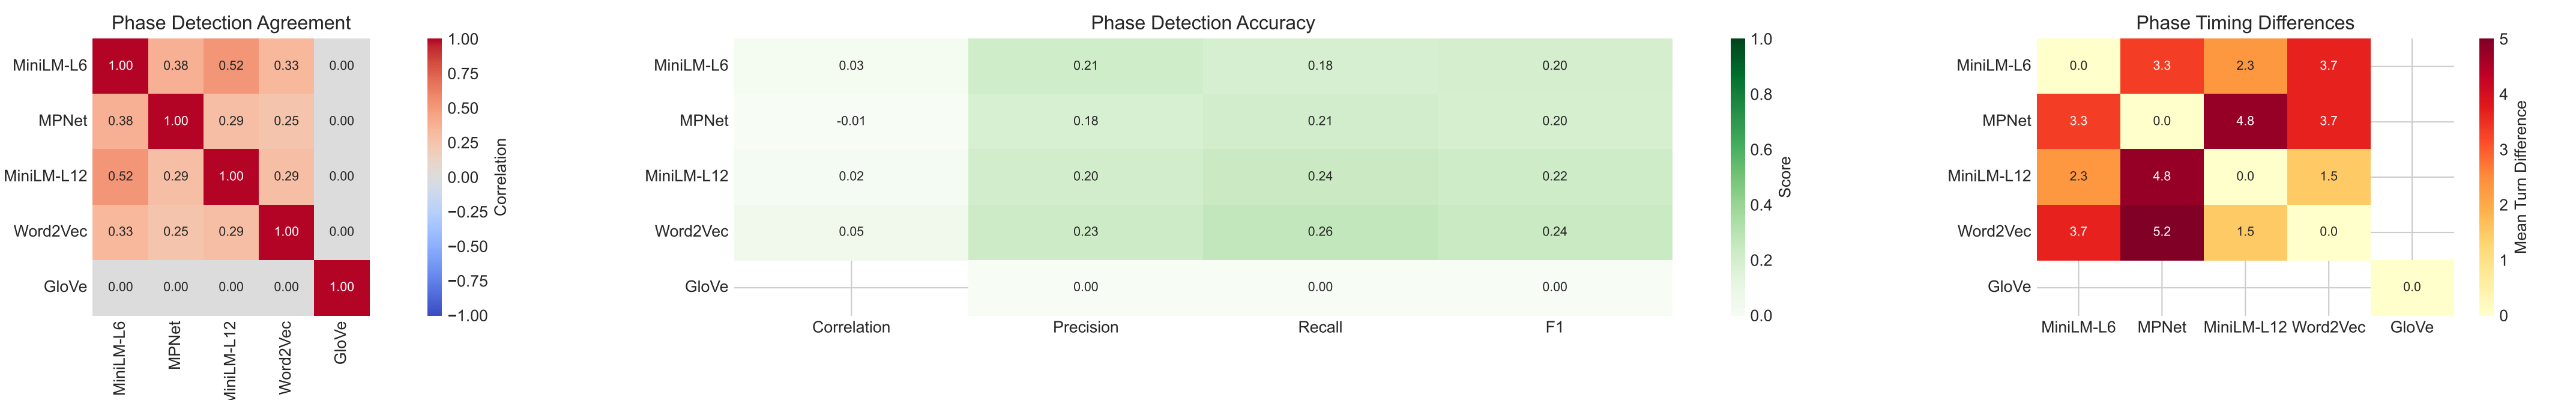 Phase Detection Agreement
MiniLM-L6 1.00 0.38 0.52 0.33 0.00
MPNet 0.38 1.00 0.29 0.25 0.00
MiniLM-L12 0.52 0.29 1.00 0.29 0.00
Word2Vec 0.33 0.25 0.29 1.00 0.00
GloVe 0.00 0.00 0.00 0.00 1.00
MiniLM-L6 MPNet MiniLM-L12 Word2Vec GloVe
1.00
0.75
0.50
0.25
0.00
−0.25
−0.50
−0.75
−1.00
Correlation
Phase Detection Accuracy
MiniLM-L6 0.03 0.21 0.18 0.20
MPNet -0.01 0.18 0.21 0.20
MiniLM-L12 0.02 0.20 0.24 0.22
Word2Vec 0.05 0.23 0.26 0.24
GloVe 0.00 0.00 0.00
Correlation Precision Recall F1
1.0
0.8
0.6
0.4
0.2
0.0
Score
Phase Timing Differences
MiniLM-L6 0.0 3.3 2.3 3.7
MPNet 3.3 0.0 4.8 3.7
MiniLM-L12 2.3 4.8 0.0 1.5
Word2Vec 3.7 5.2 1.5 0.0
GloVe 0.0
MiniLM-L6 MPNet MiniLM-L12 Word2Vec GloVe
5
4
3
2
1
0
Mean Turn Difference